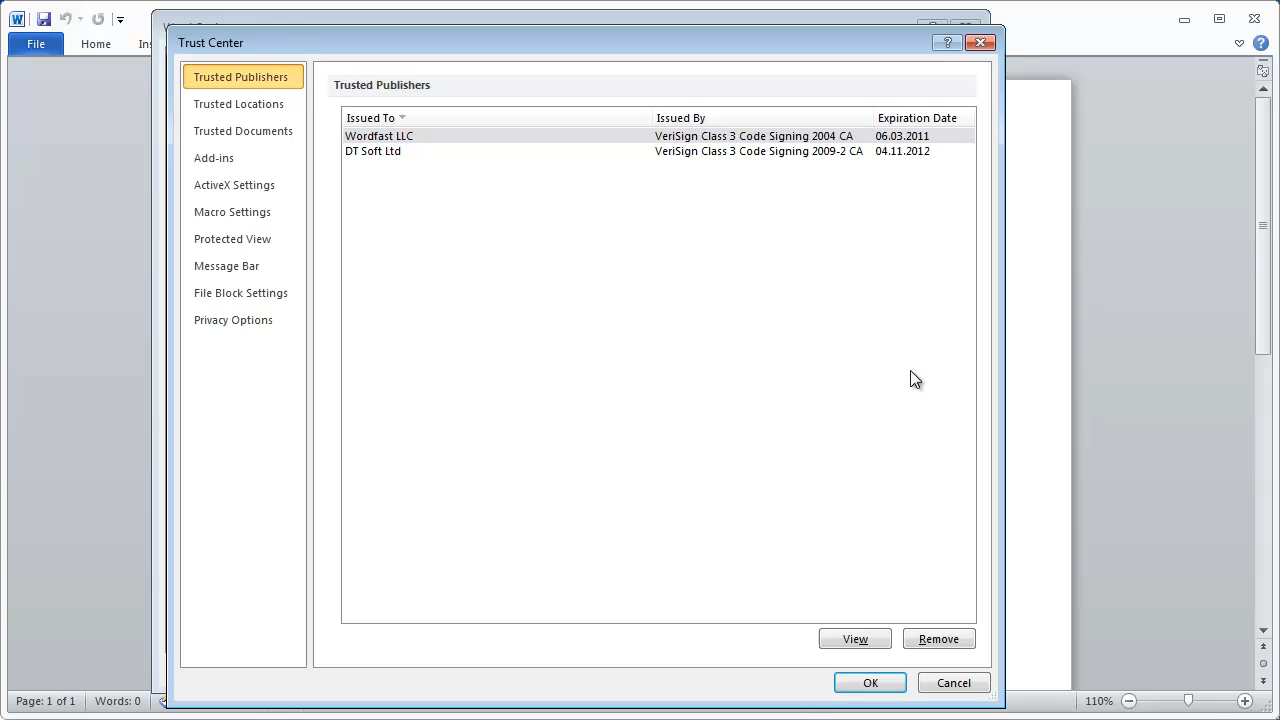 W
File
Home
Ins
Trust Center
?
Trusted Publishers
Trusted Locations
Trusted Documents
Add-ins
ActiveX Settings
Macro Settings
Protected View
Message Bar
File Block Settings
Privacy Options
Trusted Publishers
Issued To Issued By Expiration Date
Wordfast LLC VeriSign Class 3 Code Signing 2004 CA 06.03.2011
DT Soft Ltd VeriSign Class 3 Code Signing 2009-2 CA 04.11.2012
View Remove
OK Cancel
Page: 1 of 1 Words: 0 110%